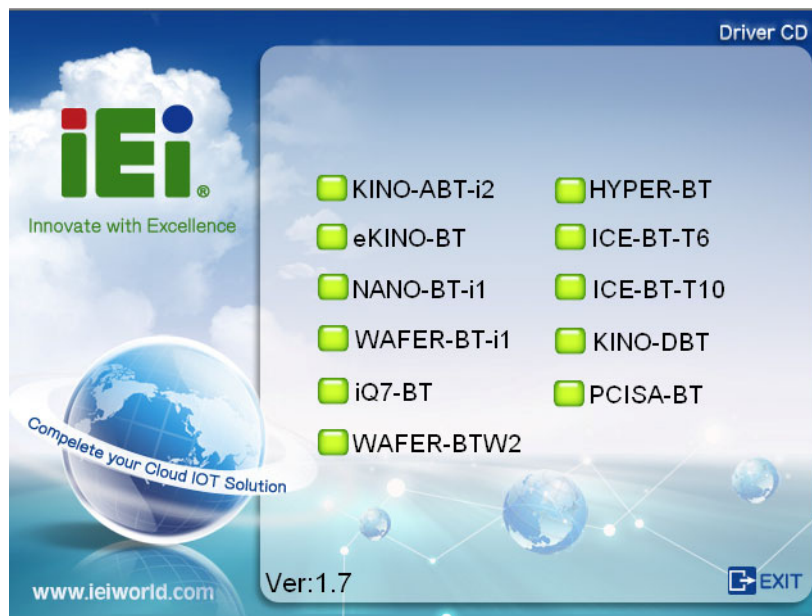 Driver CD
iEi®
Innovate with Excellence
KINO-ABT-i2
eKINO-BT
NANO-BT-i1
WAFER-BT-i1
iQ7-BT
WAFER-BTW2
HYPER-BT
ICE-BT-T6
ICE-BT-T10
KINO-DBT
PCISA-BT
Compelete your Cloud IOT Solution
www.ieiworld.com
Ver:1.7
EXIT